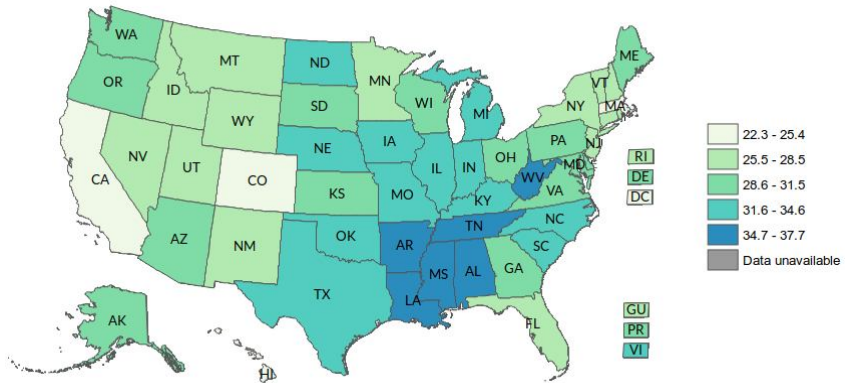 WA
MT
ND
MN
ME
VT
OR
ID
SD
WI
MI
NY
MA
WY
NE
IA
PA
NJ
NV
UT
CO
KS
MO
IL
IN
OH
MD
WV
VA
KY
CA
AZ
NM
OK
AR
TN
NC
SC
TX
LA
MS
AL
GA
FL
AK
HI
RI
DE
DC
GU
PR
VI
22.3 - 25.4
25.5 - 28.5
28.6 - 31.5
31.6 - 34.6
34.7 - 37.7
Data unavailable